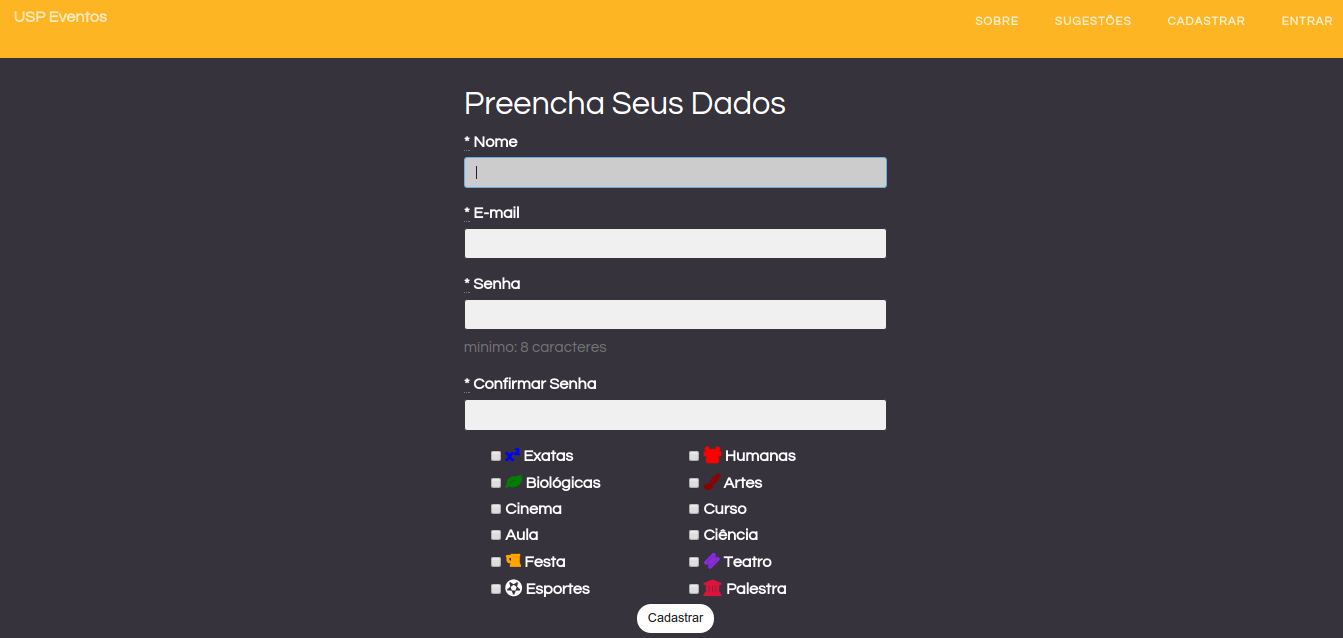 USP Eventos
SOBRE SUGESTÕES CADASTRAR ENTRAR
Preencha Seus Dados
* Nome
* E-mail
* Senha
mínimo: 8 caracteres
* Confirmar Senha
x² Exatas Humanas
Biológicas Artes
Cinema Curso
Aula Ciência
Festa Teatro
Esportes Palestra
Cadastrar